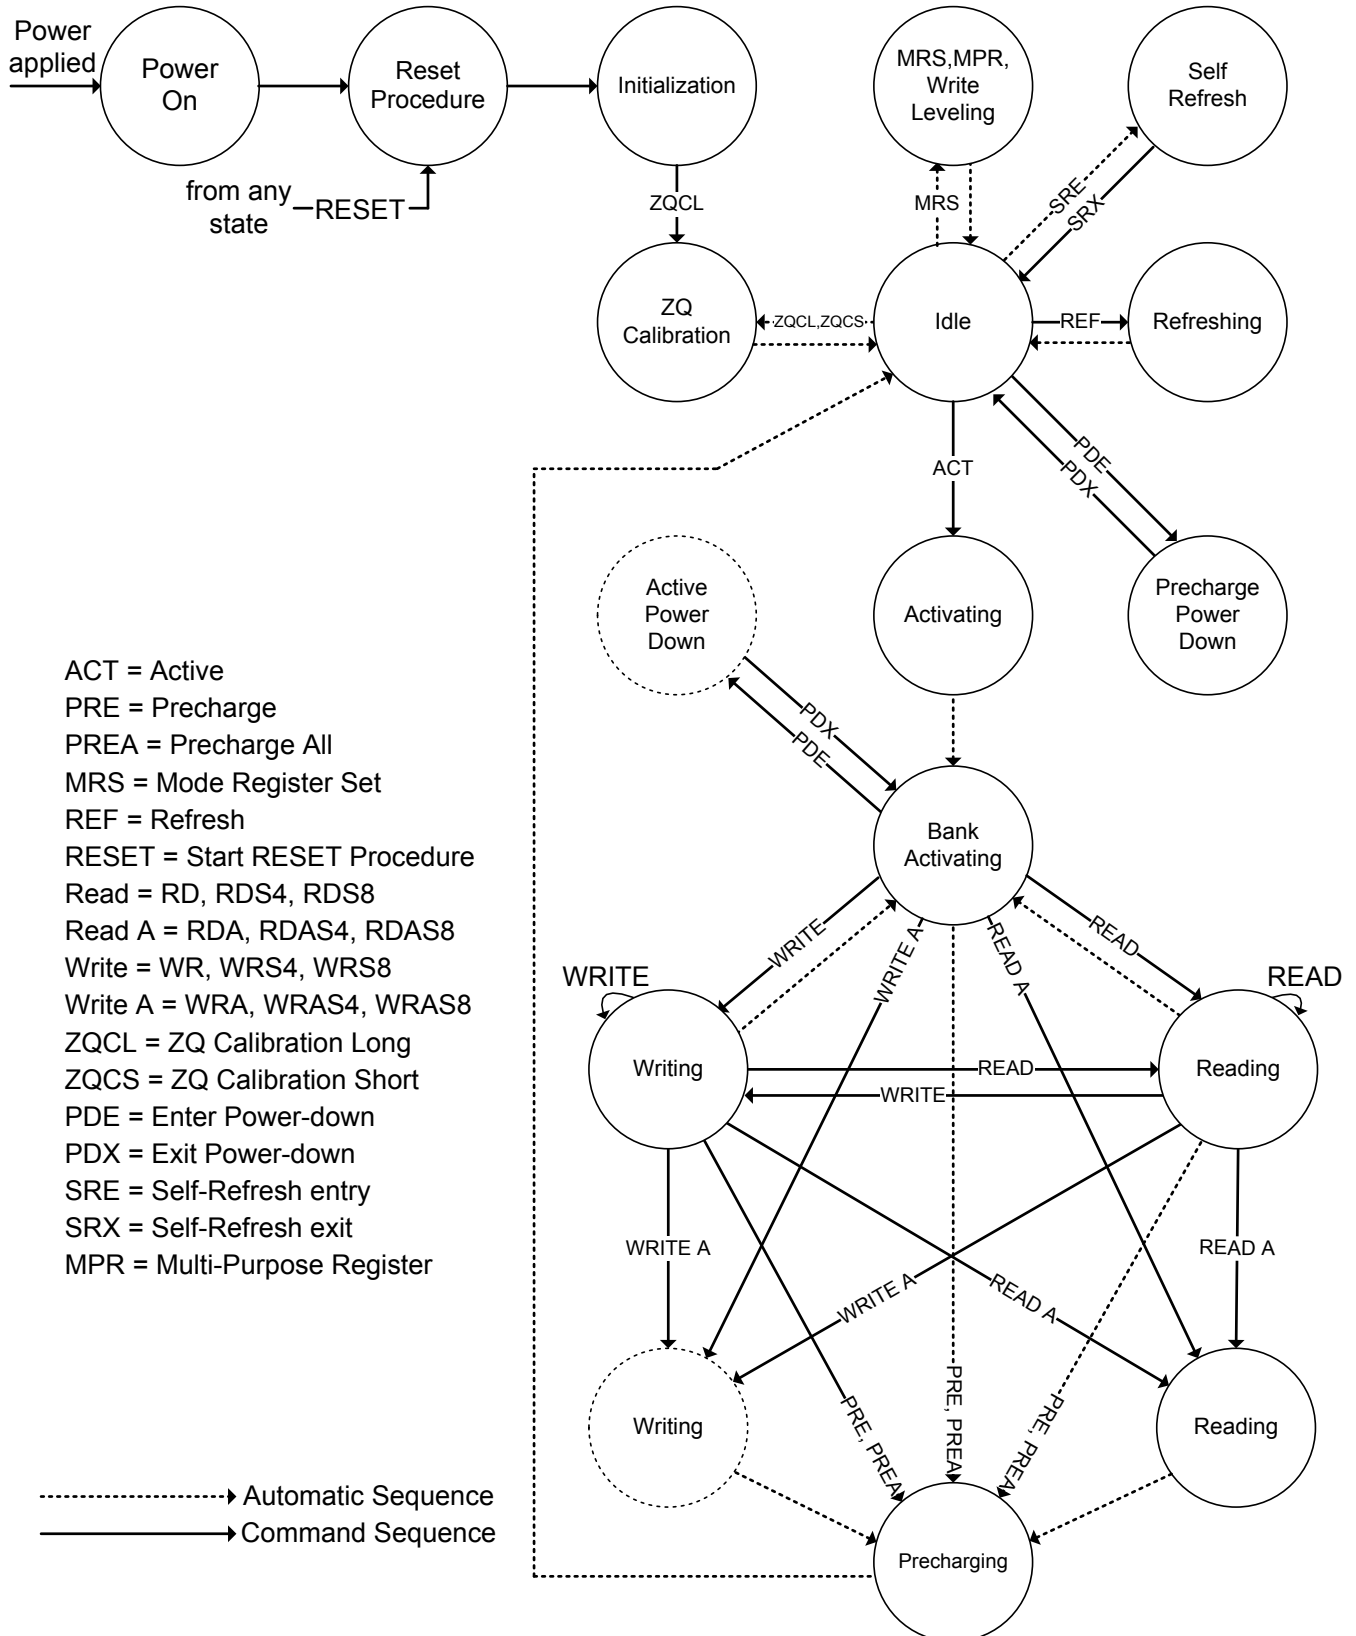 Power
applied
Power
On
Reset
Procedure
Initialization
MRS,MPR,
Write
Leveling
Self
Refresh
from any
state
RESET
ZQCL
MRS
SRE
SRX
ZQ
Calibration
ZQCL,ZQCS
Idle
REF
Refreshing
ACT
PDE
PDX
Active
Power
Down
Activating
Precharge
Power
Down
PDX
PDE
ACT = Active
PRE = Precharge
PREA = Precharge All
MRS = Mode Register Set
REF = Refresh
RESET = Start RESET Procedure
Read = RD, RDS4, RDS8
Read A = RDA, RDAS4, RDAS8
Write = WR, WRS4, WRS8
Write A = WRA, WRAS4, WRAS8
ZQCL = ZQ Calibration Long
ZQCS = ZQ Calibration Short
PDE = Enter Power-down
PDX = Exit Power-down
SRE = Self-Refresh entry
SRX = Self-Refresh exit
MPR = Multi-Purpose Register
Bank
Activating
WRITE
WRITE A
READ A
READ
WRITE
READ
Writing
READ
WRITE
Reading
WRITE A
READ A
WRITE A
READ A
Writing
PRE, PREA
PRE, PREA
PRE, PREA
Reading
Precharging
Automatic Sequence
Command Sequence